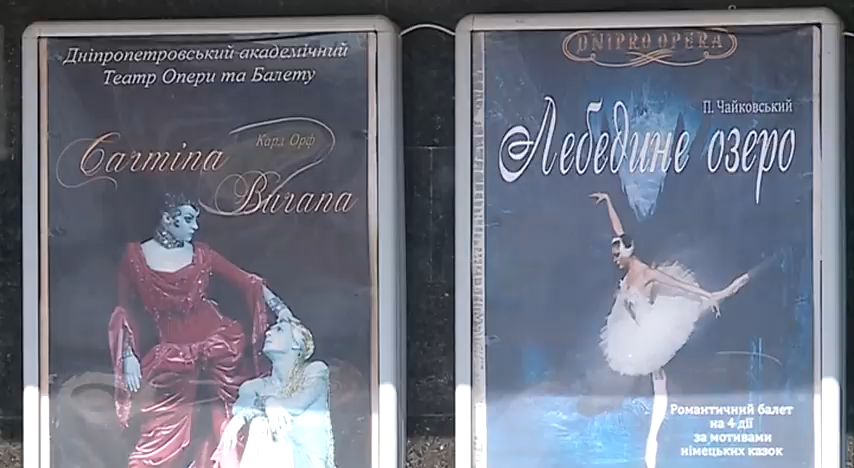 Дніпропетровський академічний
Театр Опери та Балету
Карл Орф
Carmina
Burana
DNIPRO OPERA
П. Чайковський
Лебедине озеро
Романтичний балет
на 4 дії
за мотивами
німецьких казок